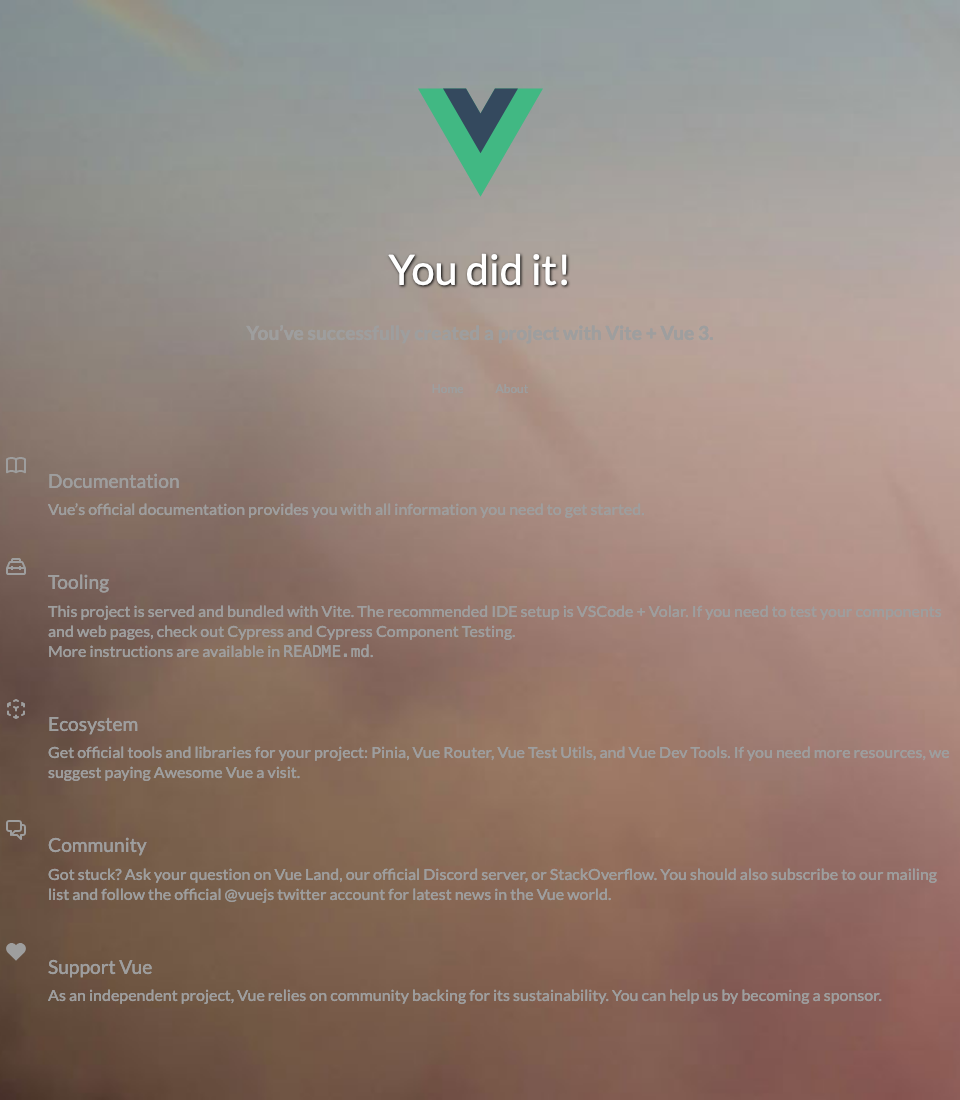 You did it!
You've successfully created a project with Vite + Vue 3.
Home About
Documentation
Vue's official documentation provides you with all information you need to get started.
Tooling
This project is served and bundled with Vite. The recommended IDE setup is VSCode + Volar. If you need to test your components
and web pages, check out Cypress and Cypress Component Testing.
More instructions are available in README.md.
Ecosystem
Get official tools and libraries for your project: Pinia, Vue Router, Vue Test Utils, and Vue Dev Tools. If you need more resources, we
suggest paying Awesome Vue a visit.
Community
Got stuck? Ask your question on Vue Land, our official Discord server, or StackOverflow. You should also subscribe to our mailing
list and follow the official @vuejs twitter account for latest news in the Vue world.
Support Vue
As an independent project, Vue relies on community backing for its sustainability. You can help us by becoming a sponsor.